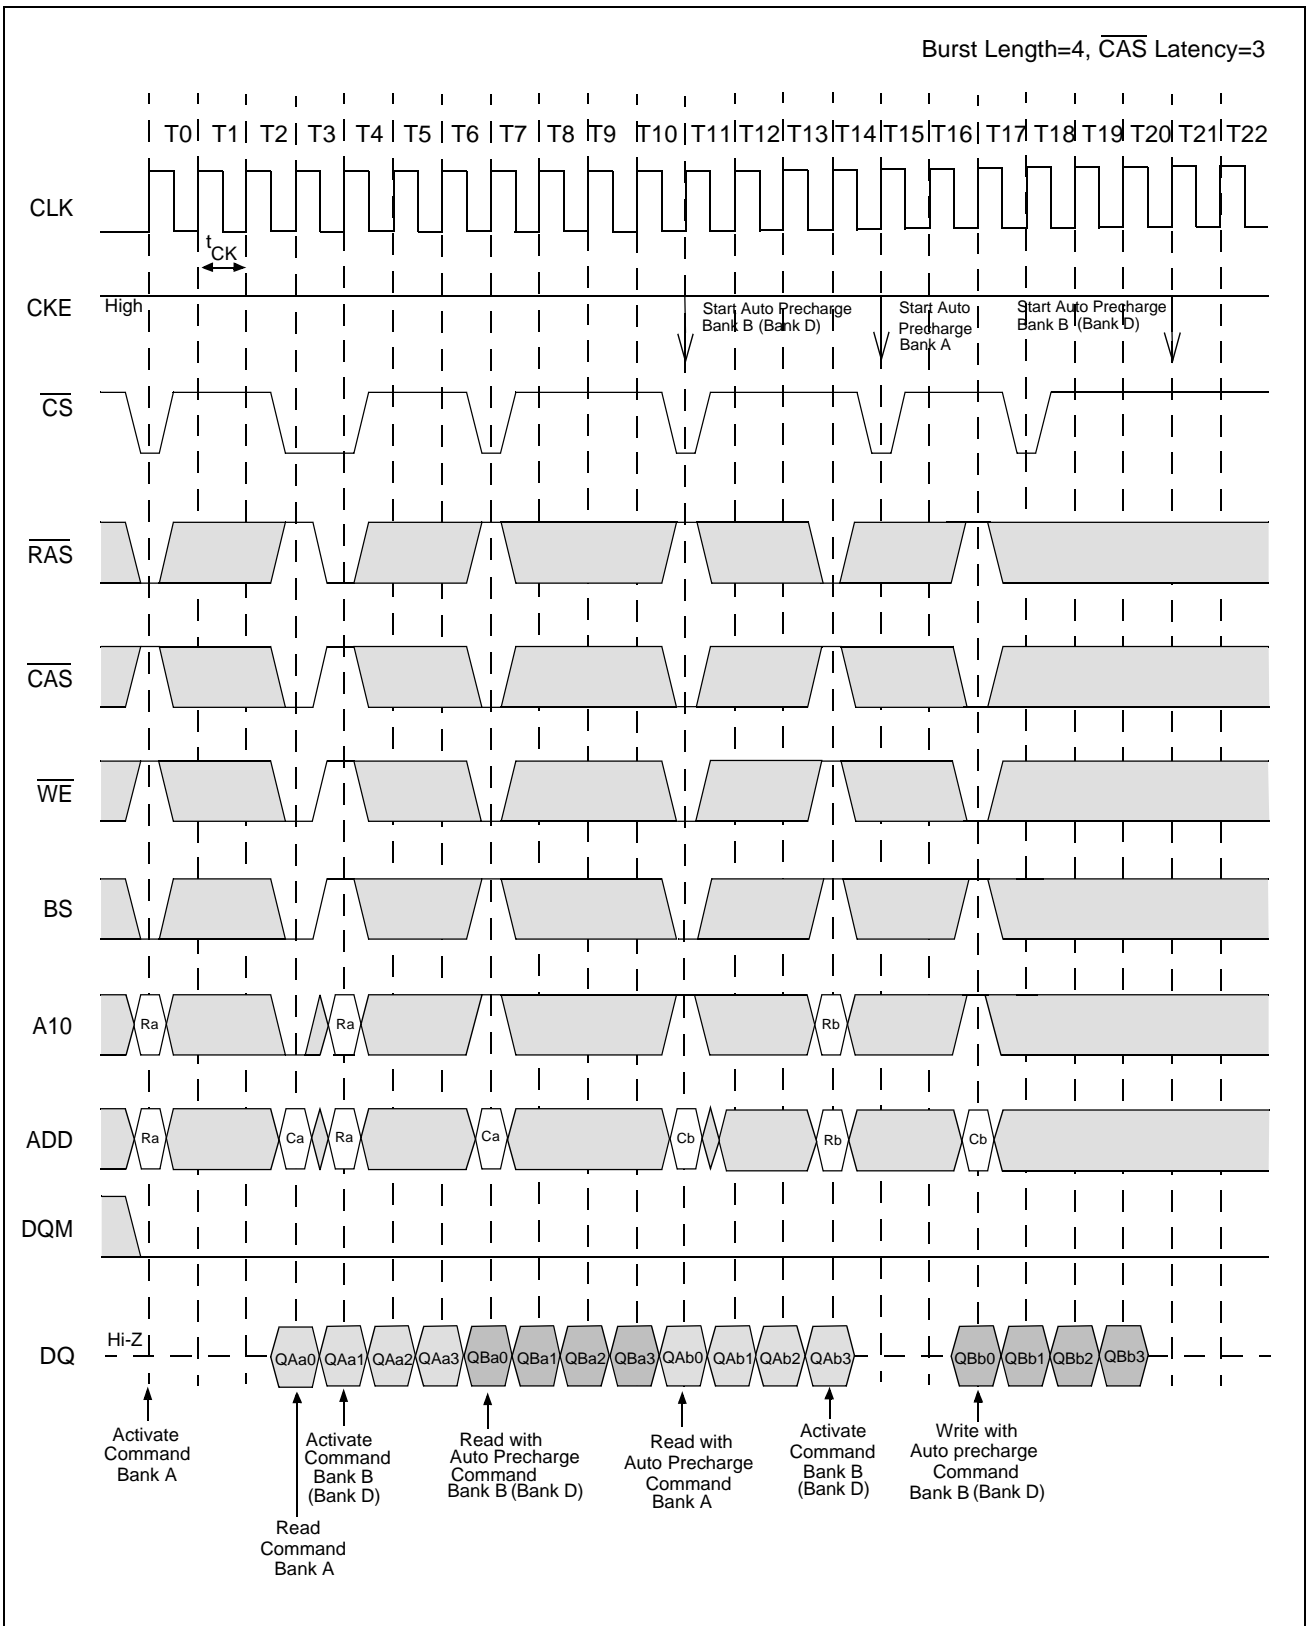 Burst Length=4, CAS Latency=3
T0 T1 T2 T3 T4 T5 T6 T7 T8 T9 T10 T11 T12 T13 T14 T15 T16 T17 T18 T19 T20 T21 T22
CLK
tCK
CKE
High
Start Auto Precharge
Bank B (Bank D)
Start Auto
Precharge
Bank A
Start Auto Precharge
Bank B (Bank D)
CS
RAS
CAS
WE
BS
A10
Ra Ra Rb
ADD
Ra Ca Ra Ca Cb Rb Cb
DQM
DQ
Hi-Z
QAa0 QAa1 QAa2 QAa3 QBa0 QBa1 QBa2 QBa3 QAb0 QAb1 QAb2 QAb3 QBb0 QBb1 QBb2 QBb3
Activate
Command
Bank A
Read
Command
Bank A
Activate
Command
Bank B
(Bank D)
Read with
Auto Precharge
Command
Bank B (Bank D)
Read with
Auto Precharge
Command
Bank A
Activate
Command
Bank B
(Bank D)
Write with
Auto precharge
Command
Bank B (Bank D)